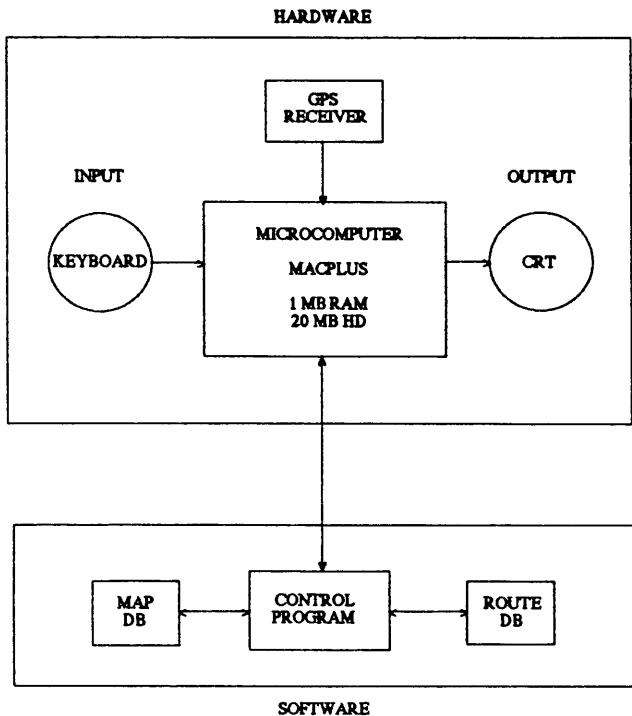 HARDWARE
GPS
RECEIVER
INPUT
OUTPUT
KEYBOARD
MICROCOMPUTER
MACPLUS
1 MB RAM
20 MB HD
CRT
MAP
DB
CONTROL
PROGRAM
ROUTE
DB
SOFTWARE